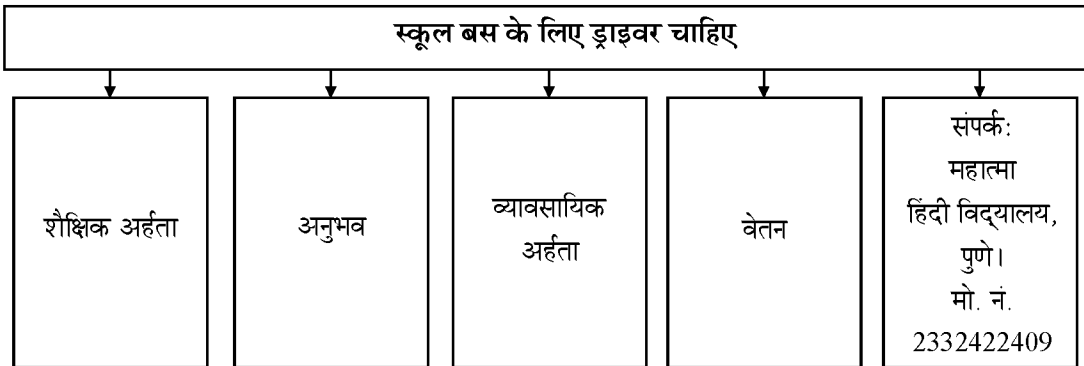 स्कूल बस के लिए ड्राइवर चाहिए
शैक्षिक अर्हता
अनुभव
व्यावसायिक
अर्हता
वेतन
संपर्क:
महात्मा
हिंदी विद्‌यालय,
पुणे।
मो. नं.
2332422409